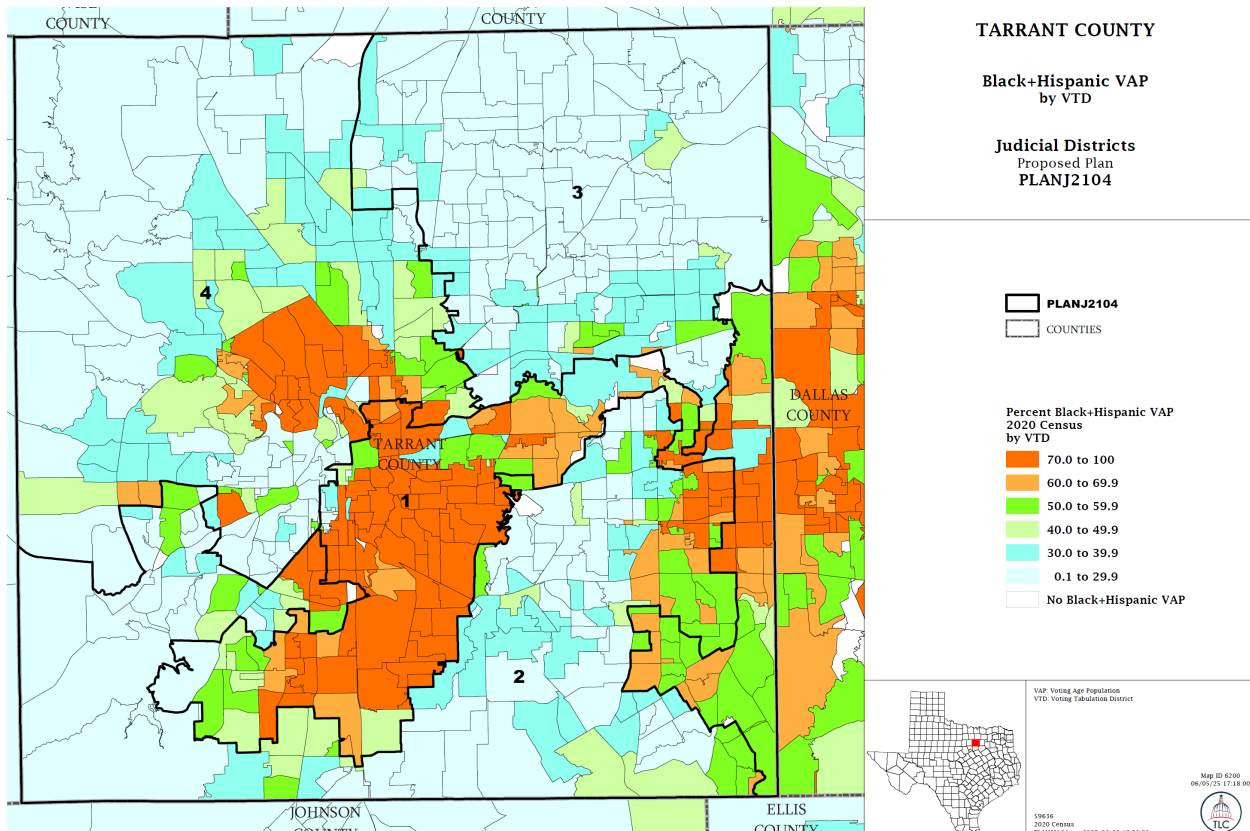 COUNTY
COUNTY
3
4
DALLAS
COUNTY
TARRANT
COUNTY
1
2
JOHNSON
ELLIS
TARRANT COUNTY
Black+Hispanic VAP
by VTD
Judicial Districts
Proposed Plan
PLANJ2104
PLANJ2104
COUNTIES
Percent Black+Hispanic VAP
2020 Census
by VTD
70.0 to 100
60.0 to 69.9
50.0 to 59.9
40.0 to 49.9
30.0 to 39.9
0.1 to 29.9
No Black+Hispanic VAP
VAP: Voting Age Population
VTD: Voting Tabulation District
Map ID 6200
06/05/25 17:18:00
TLC
59636
2020 Census